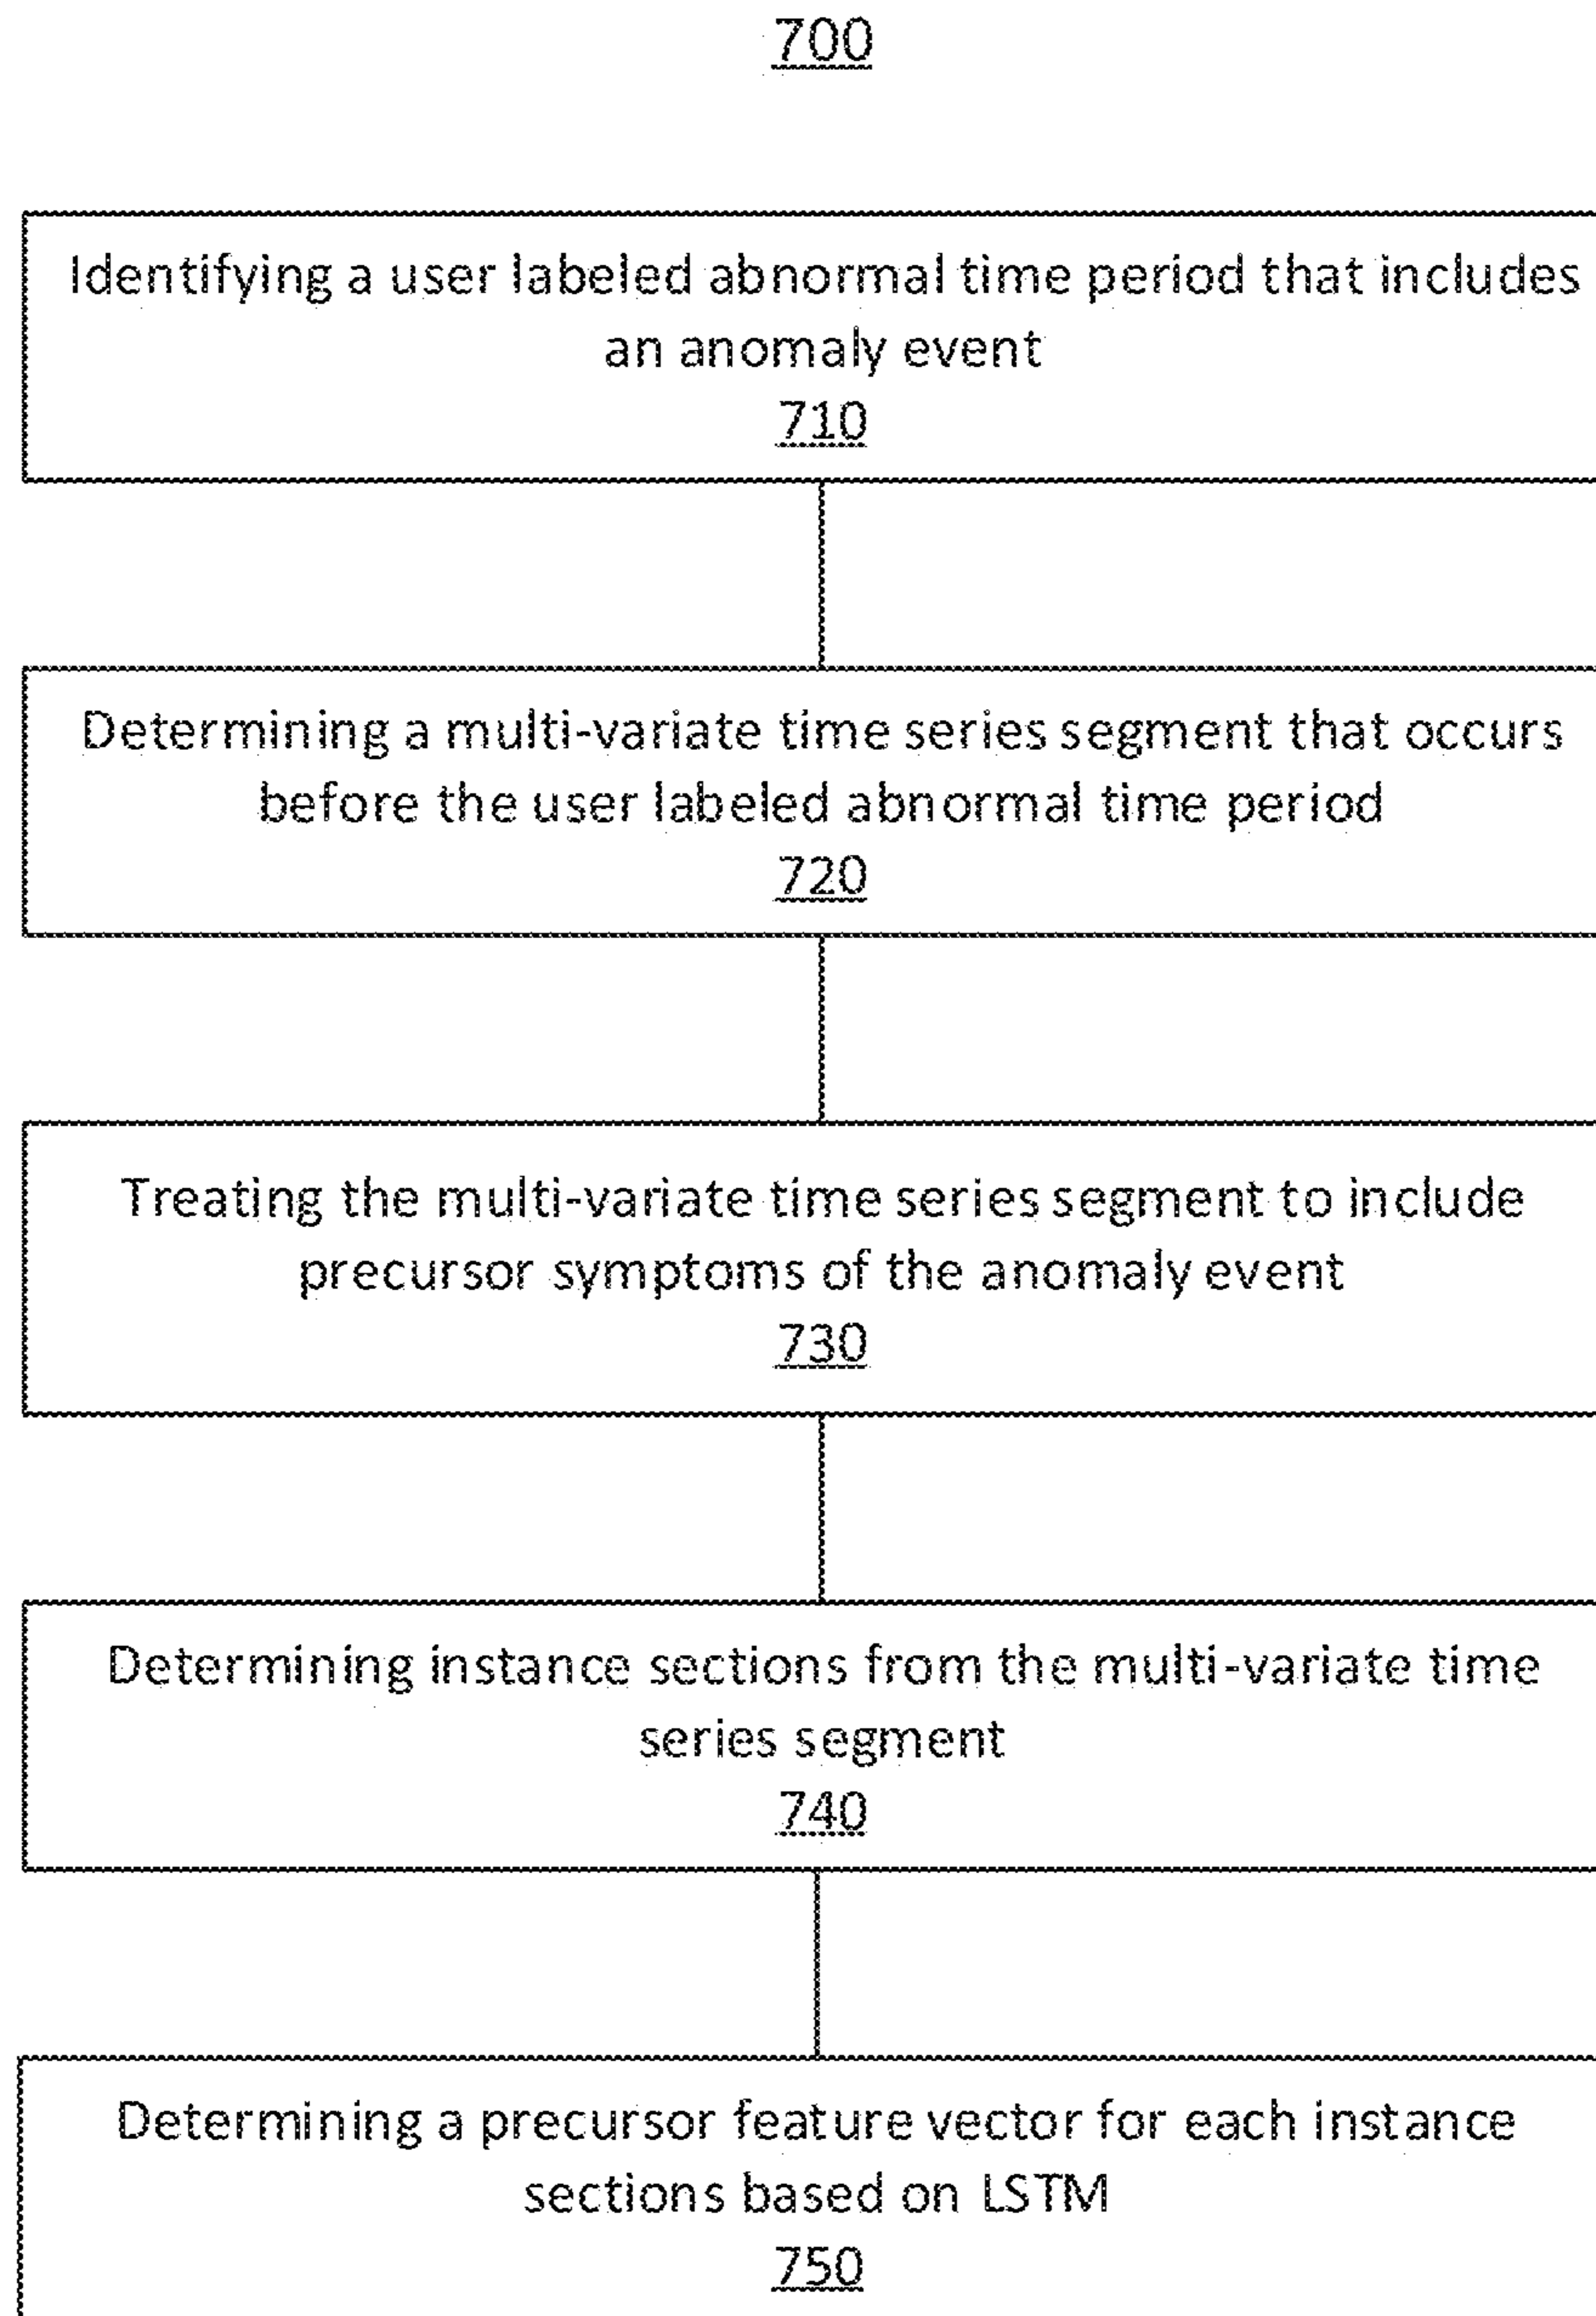 700
Identifying a user labeled abnormal time period that includes
an anomaly event
710
Determining a multi-variate time series segment that occurs
before the user labeled abnormal time period
720
Treating the multi-variate time series segment to include
precursor symptoms of the anomaly event
730
Determining instance sections from the multi-variate time
series segment
740
Determining a precursor feature vector for each instance
sections based on LSTM
750